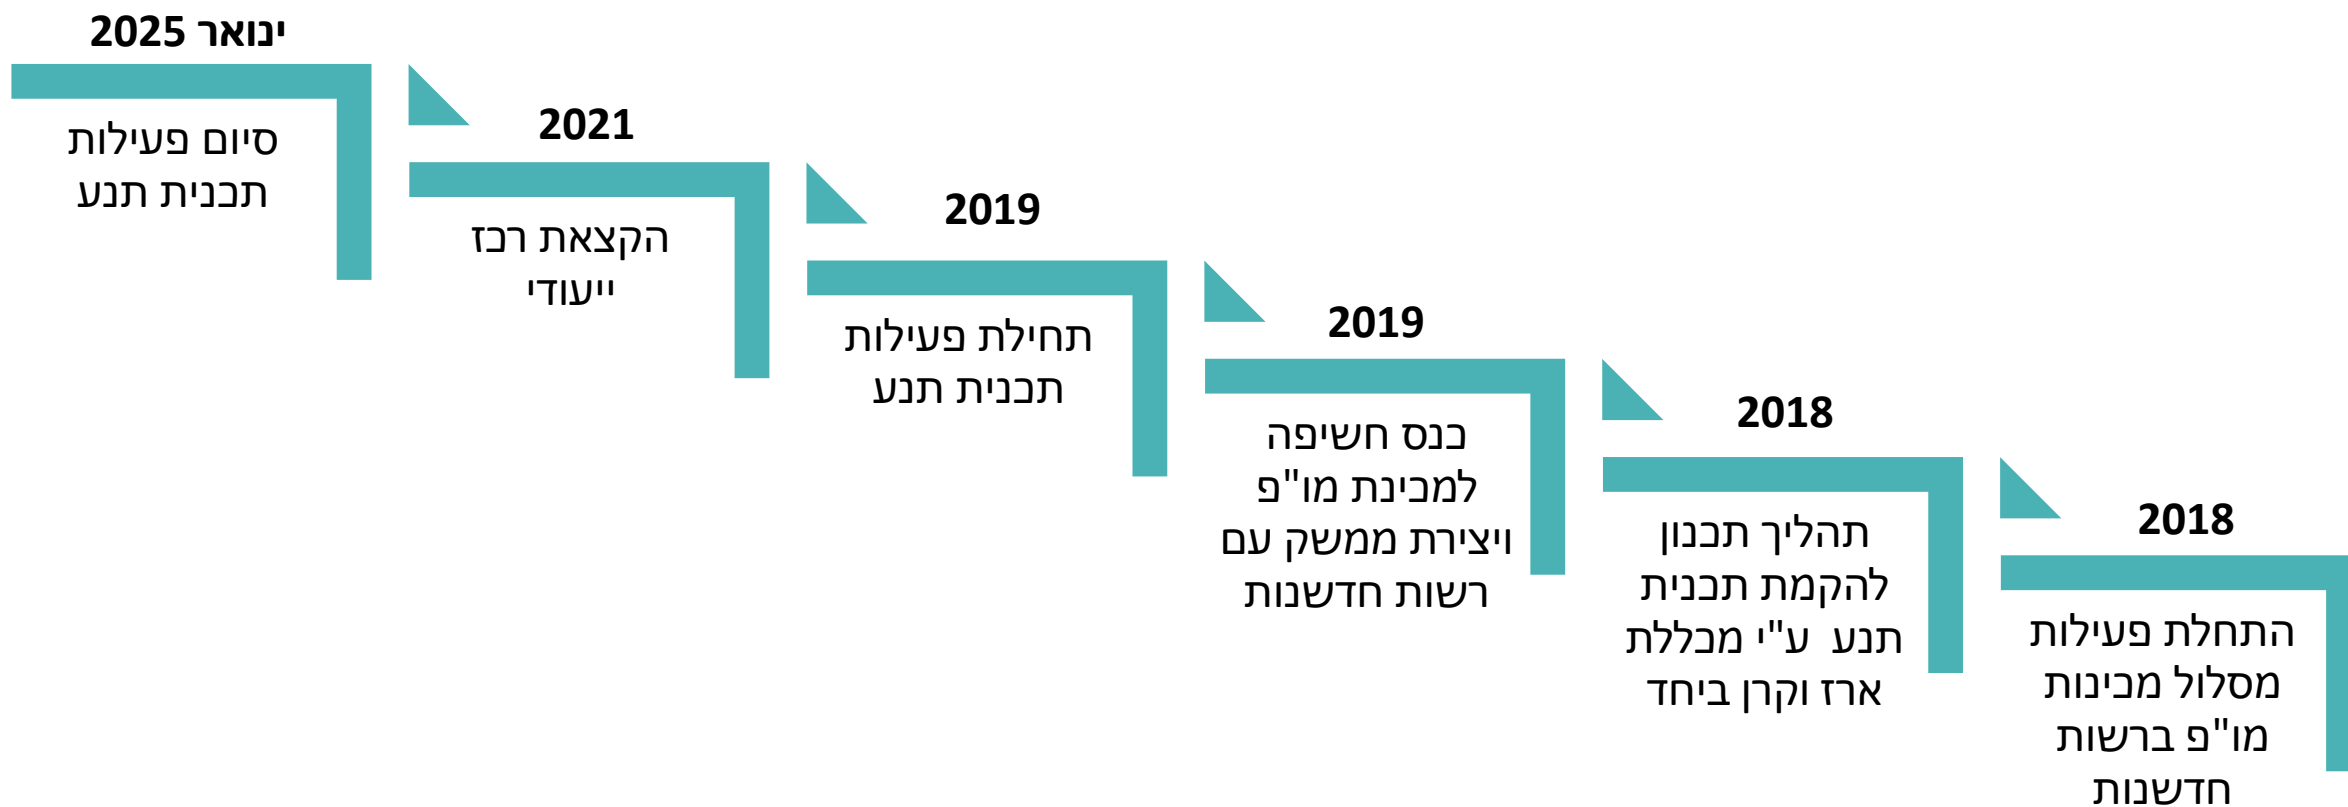 2018
התחלת פעילות
מסלול מכינות
מו"פ ברשות
חדשנות
2018
תהליך תכנון
להקמת תכנית
תנע ע"י מכללת
ארז וקרן ביחד
2019
כנס חשיפה
למכינת מו"פ
ויצירת ממשק עם
רשות חדשנות
2019
תחילת פעילות
תכנית תנע
2021
הקצאת רכז
ייעודי
ינואר 2025
סיום פעילות
תכנית תנע